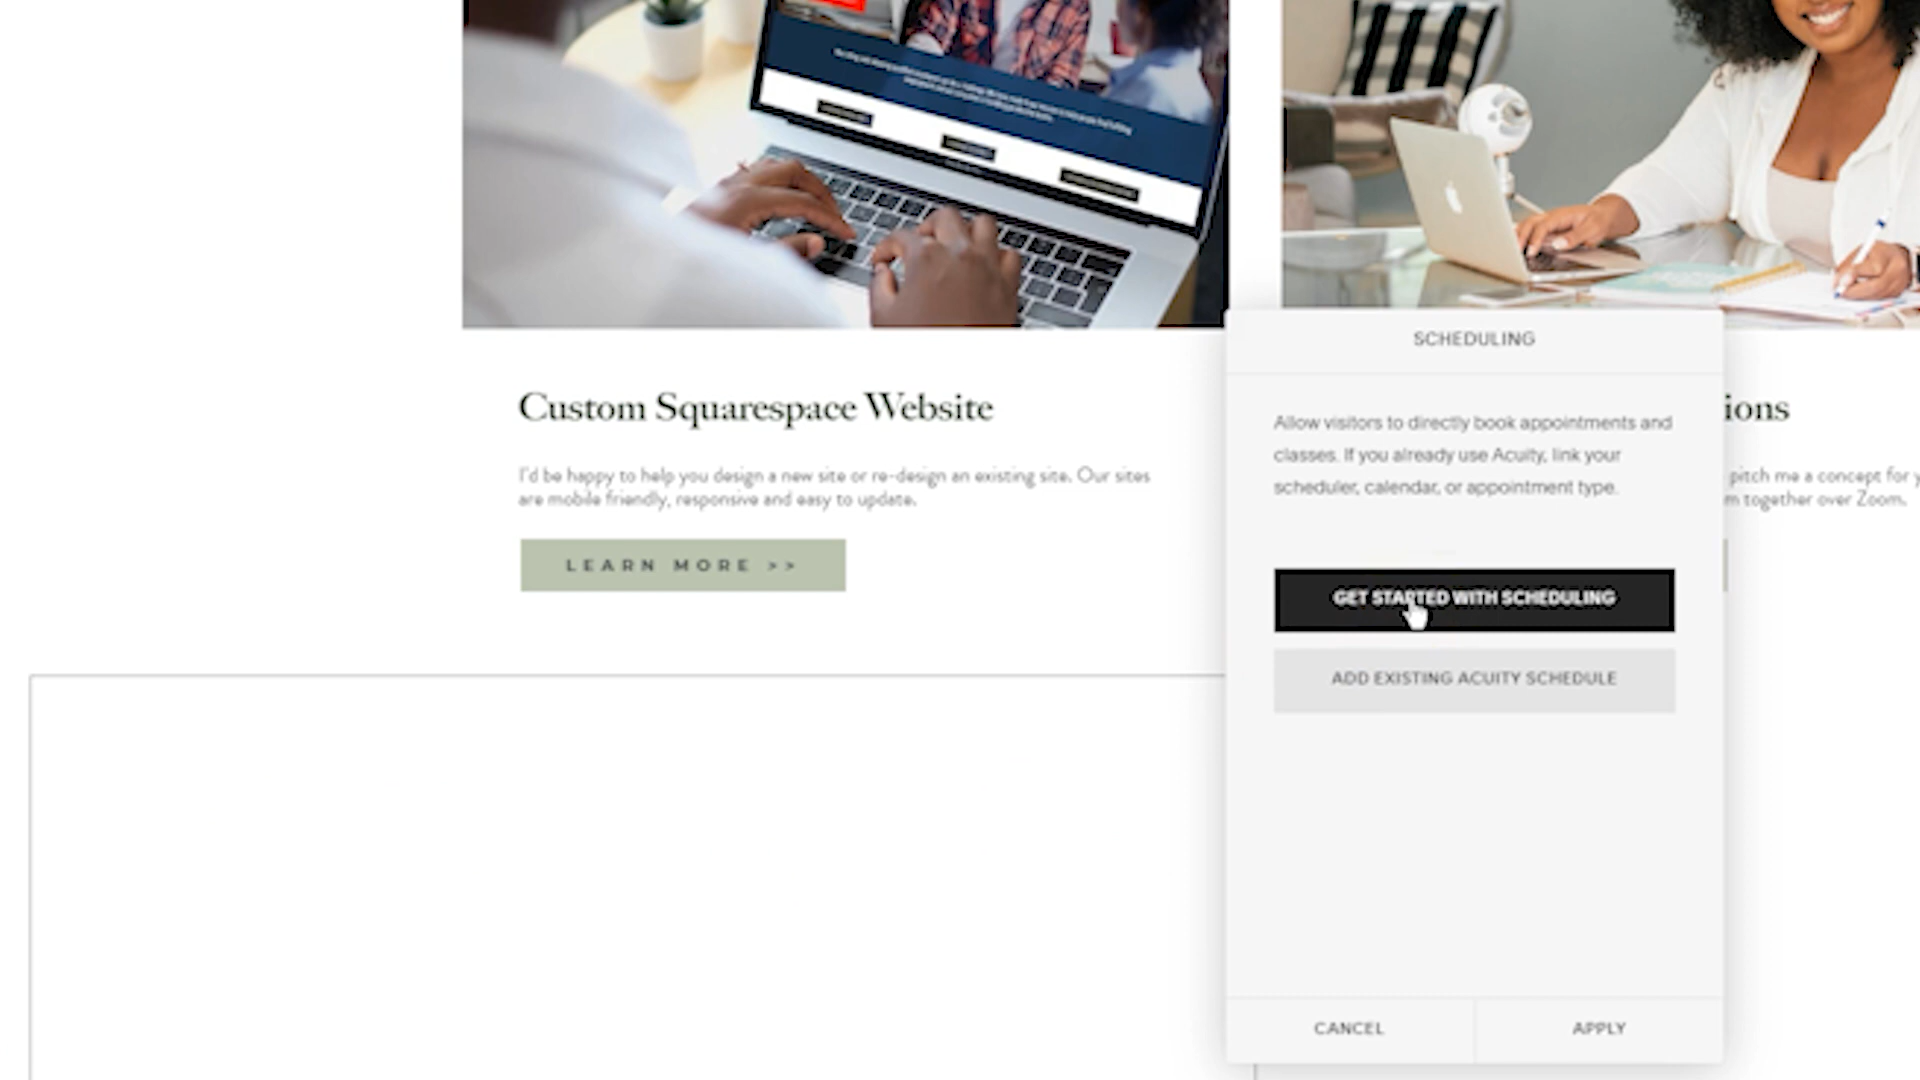 SCHEDULING
Custom Squarespace Website
ions
Allow visitors to directly book appointments and
classes. If you already use Acuity, link your
scheduler, calendar, or appointment type.
I'd be happy to help you design a new site or re-design an existing site. Our sites
are mobile friendly, responsive and easy to update.
pitch me a concept for y
m together over Zoom.
LEARN MORE >>
GET STARTED WITH SCHEDULING
ADD EXISTING ACUITY SCHEDULE
CANCEL
APPLY